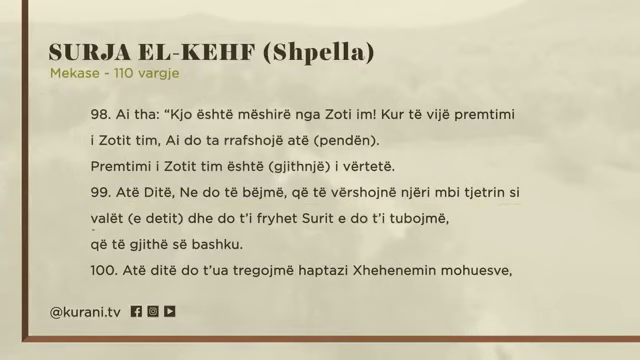 SURJA EL-KEHF (Shpella)
Mekase - 110 vargje
98. Ai tha: “Kjo është mëshirë nga Zoti im! Kur të vijë premtimi
i Zotit tim, Ai do ta rrafshojë atë (pendën).
Premtimi i Zotit tim është (gjithnjë) i vërtetë.
99. Atë Ditë, Ne do të bëjmë, që të vërshojnë njëri mbi tjetrin si
valët (e detit) dhe do t’i fryhet Surit e do t’i tubojmë,
që të gjithë së bashku.
100. Atë ditë do t’ua tregojmë haptazi Xhehenemin mohuesve,
@kurani.tv